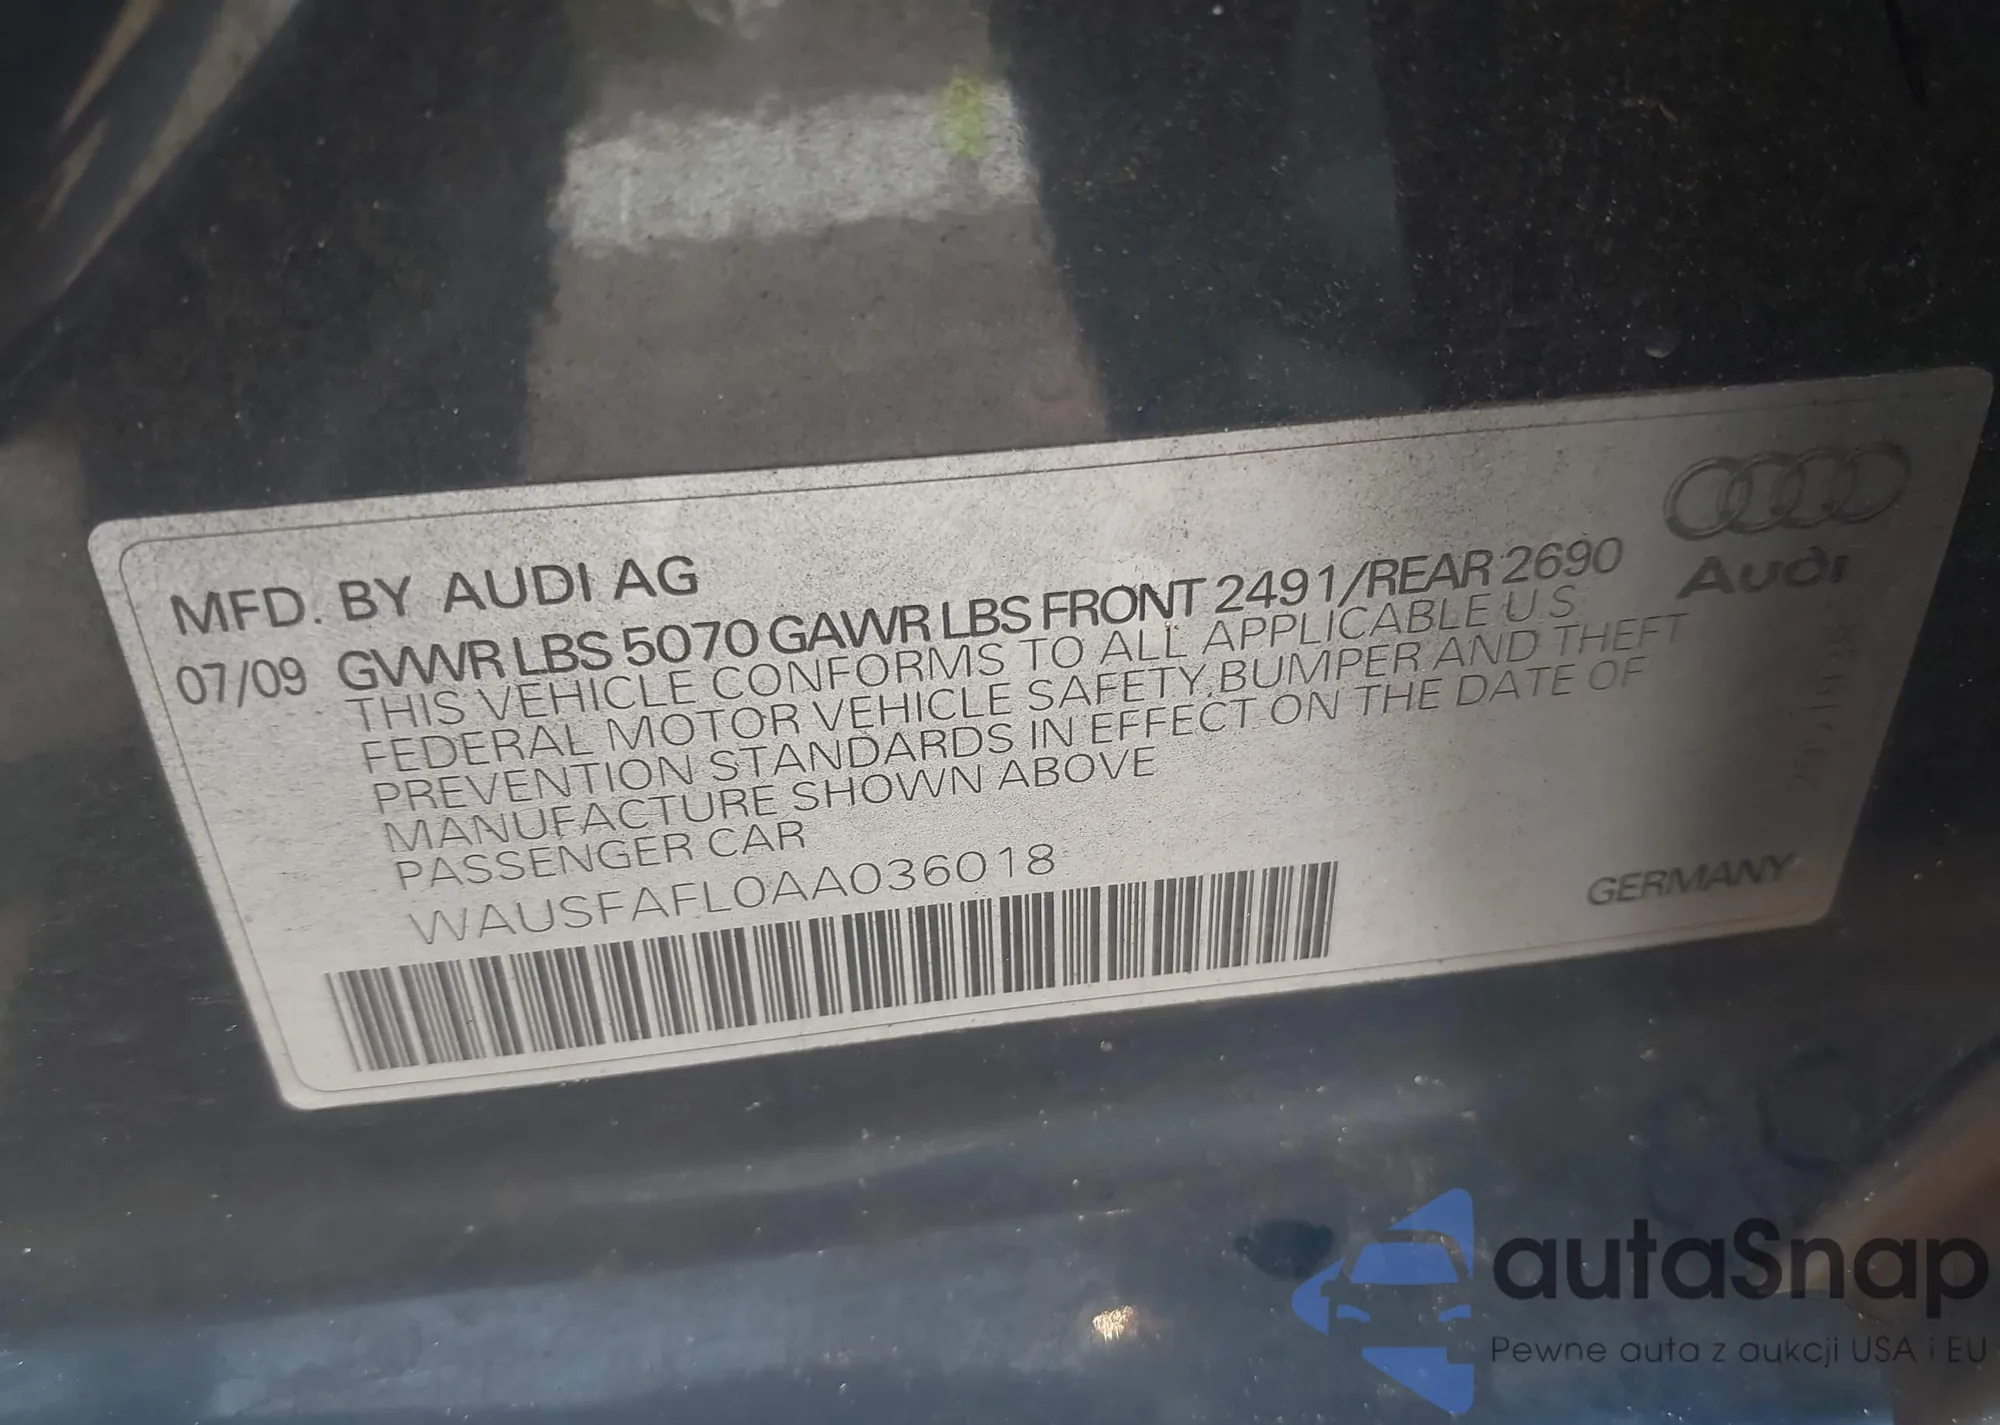 MFD. BY AUDI AG
07/09 GVWR LBS 5070 GAWR LBS FRONT 2491/REAR 2690
THIS VEHICLE CONFORMS TO ALL APPLICABLE U.S.
FEDERAL MOTOR VEHICLE SAFETY, BUMPER AND THEFT
PREVENTION STANDARDS IN EFFECT ON THE DATE OF
MANUFACTURE SHOWN ABOVE
PASSENGER CAR
WAUSFAFL0AA036018
Audi
GERMANY
autaSnap
Pewne auta z aukcji USA i EU